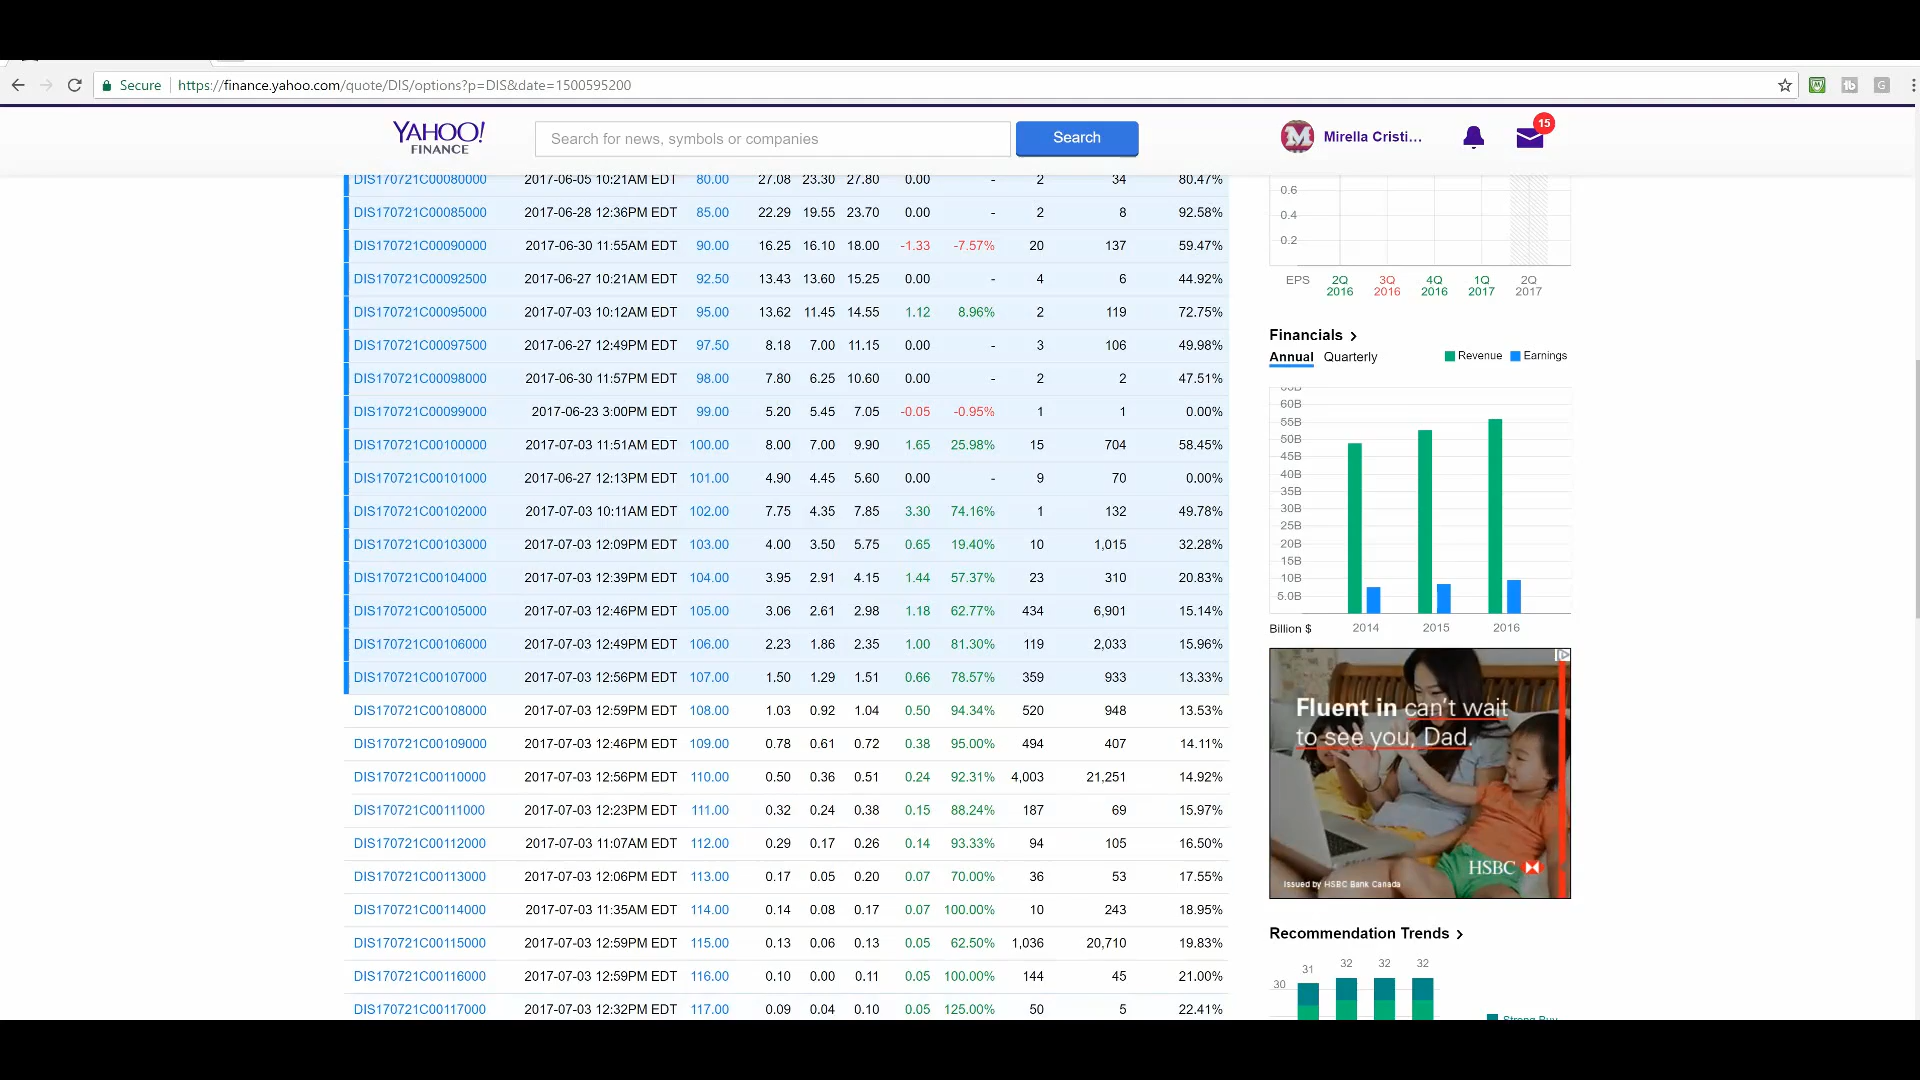 Secure https://finance.yahoo.com/quote/DIS/options?p=DIS&date=1500595200
YAHOO!
FINANCE
Search for news, symbols or companies
Search
Mirella Cristi...
15
DIS170721C00080000 2017-06-05 10:21AM EDT 80.00 27.08 23.30 27.80 0.00 - 2 34 80.47%
DIS170721C00085000 2017-06-28 12:36PM EDT 85.00 22.29 19.55 23.70 0.00 - 2 8 92.58%
DIS170721C00090000 2017-06-30 11:55AM EDT 90.00 16.25 16.10 18.00 -1.33 -7.57% 20 137 59.47%
DIS170721C00092500 2017-06-27 10:21AM EDT 92.50 13.43 13.60 15.25 0.00 - 4 6 44.92%
DIS170721C00095000 2017-07-03 10:12AM EDT 95.00 13.62 11.45 14.55 1.12 8.96% 2 119 72.75%
DIS170721C00097500 2017-06-27 12:49PM EDT 97.50 8.18 7.00 11.15 0.00 - 3 106 49.98%
DIS170721C00098000 2017-06-30 11:57PM EDT 98.00 7.80 6.25 10.60 0.00 - 2 2 47.51%
DIS170721C00099000 2017-06-23 3:00PM EDT 99.00 5.20 5.45 7.05 -0.05 -0.95% 1 1 0.00%
DIS170721C00100000 2017-07-03 11:51AM EDT 100.00 8.00 7.00 9.90 1.65 25.98% 15 704 58.45%
DIS170721C00101000 2017-06-27 12:13PM EDT 101.00 4.90 4.45 5.60 0.00 - 9 70 0.00%
DIS170721C00102000 2017-07-03 10:11AM EDT 102.00 7.75 4.35 7.85 3.30 74.16% 1 132 49.78%
DIS170721C00103000 2017-07-03 12:09PM EDT 103.00 4.00 3.50 5.75 0.65 19.40% 10 1,015 32.28%
DIS170721C00104000 2017-07-03 12:39PM EDT 104.00 3.95 2.91 4.15 1.44 57.37% 23 310 20.83%
DIS170721C00105000 2017-07-03 12:46PM EDT 105.00 3.06 2.61 2.98 1.18 62.77% 434 6,901 15.14%
DIS170721C00106000 2017-07-03 12:49PM EDT 106.00 2.23 1.86 2.35 1.00 81.30% 119 2,033 15.96%
DIS170721C00107000 2017-07-03 12:56PM EDT 107.00 1.50 1.29 1.51 0.66 78.57% 359 933 13.33%
DIS170721C00108000 2017-07-03 12:59PM EDT 108.00 1.03 0.92 1.04 0.50 94.34% 520 948 13.53%
DIS170721C00109000 2017-07-03 12:46PM EDT 109.00 0.78 0.61 0.72 0.38 95.00% 494 407 14.11%
DIS170721C00110000 2017-07-03 12:56PM EDT 110.00 0.50 0.36 0.51 0.24 92.31% 4,003 21,251 14.92%
DIS170721C00111000 2017-07-03 12:23PM EDT 111.00 0.32 0.24 0.38 0.15 88.24% 187 69 15.97%
DIS170721C00112000 2017-07-03 11:07AM EDT 112.00 0.29 0.17 0.26 0.14 93.33% 94 105 16.50%
DIS170721C00113000 2017-07-03 12:06PM EDT 113.00 0.17 0.05 0.20 0.07 70.00% 36 53 17.55%
DIS170721C00114000 2017-07-03 11:35AM EDT 114.00 0.14 0.08 0.17 0.07 100.00% 10 243 18.95%
DIS170721C00115000 2017-07-03 12:59PM EDT 115.00 0.13 0.06 0.13 0.05 62.50% 1,036 20,710 19.83%
DIS170721C00116000 2017-07-03 12:59PM EDT 116.00 0.10 0.00 0.11 0.05 100.00% 144 45 21.00%
DIS170721C00117000 2017-07-03 12:32PM EDT 117.00 0.09 0.04 0.10 0.05 125.00% 50 5 22.41%
0.6
0.4
0.2
EPS 2Q 3Q 4Q 1Q 2Q
2016 2016 2016 2017 2017
Financials
Annual Quarterly Revenue Earnings
60B
55B
50B
45B
40B
35B
30B
25B
20B
15B
10B
5.0B
Billion $ 2014 2015 2016
Fluent in can't wait
to see you, Dad.
HSBC
Issued by HSBC Bank Canada
Recommendation Trends
31 32 32 32
30
Strong Buy